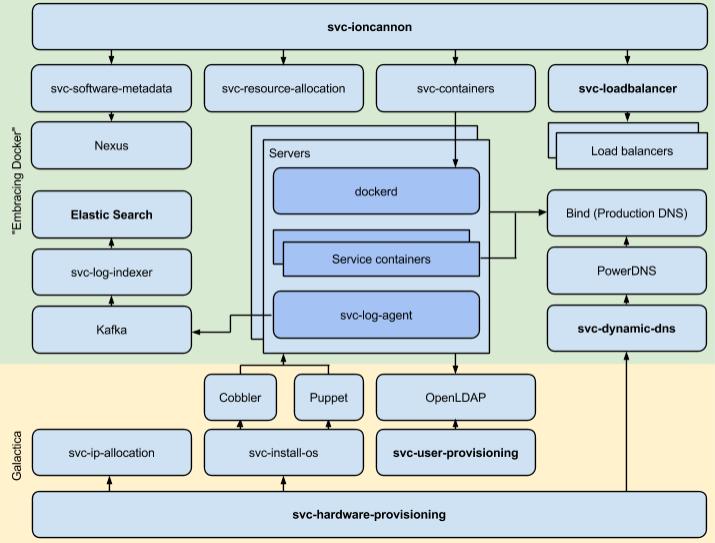 svc-ioncannon
svc-software-metadata
svc-resource-allocation
svc-containers
svc-loadbalancer
Nexus
Load balancers
Servers
dockerd
"Embracing Docker"
Elastic Search
Bind (Production DNS)
Service containers
svc-log-indexer
PowerDNS
svc-log-agent
Kafka
svc-dynamic-dns
Cobbler
Puppet
OpenLDAP
Galactica
svc-ip-allocation
svc-install-os
svc-user-provisioning
svc-hardware-provisioning